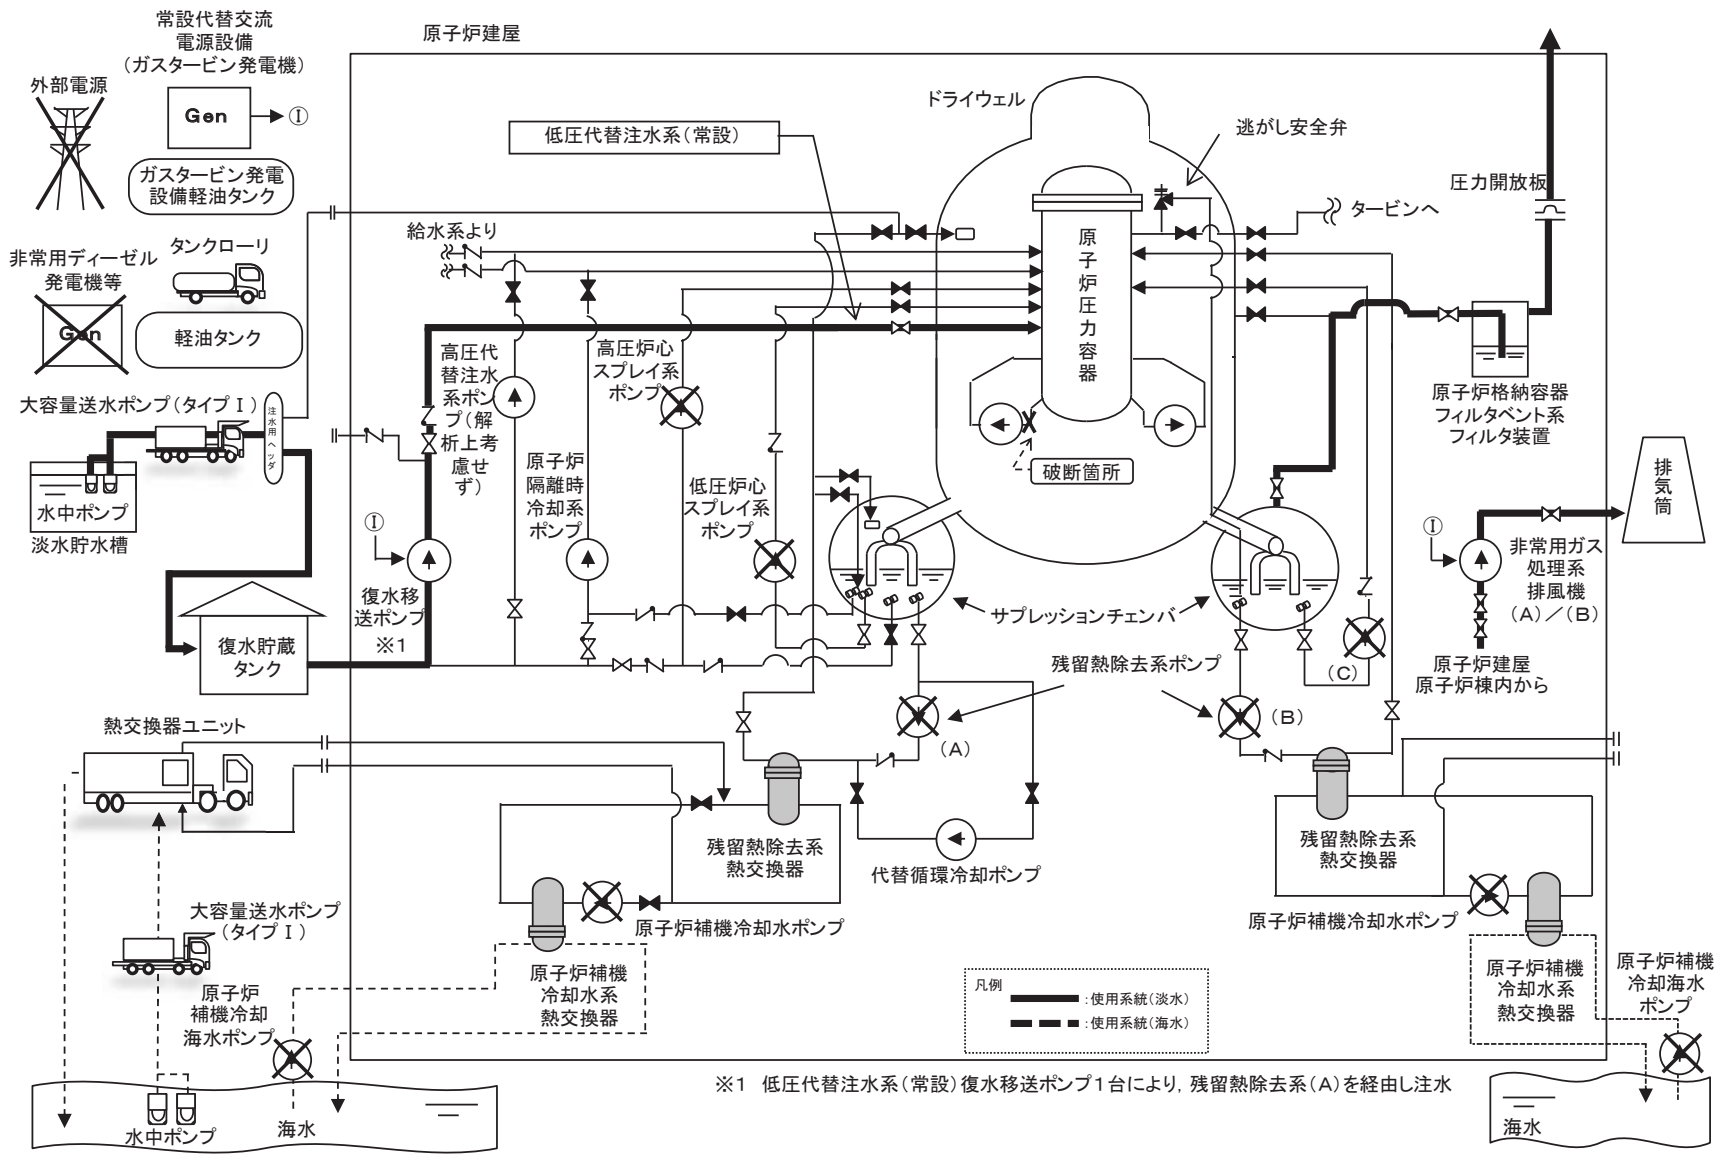 常設代替交流
電源設備
(ガスタービン発電機)
外部電源
Gen
Ⓘ
ガスタービン発電
設備軽油タンク
非常用ディーゼル
発電機等
Gen
タンクローリ
軽油タンク
大容量送水ポンプ(タイプⅠ)
注水用ヘッダ
水中ポンプ
淡水貯水槽
復水貯蔵
タンク
原子炉建屋
低圧代替注水系(常設)
ドライウェル
逃がし安全弁
タービンへ
圧力開放板
給水系より
原子炉圧力容器
高圧代
替注水
系ポン
プ(解
析上考
慮せ
ず)
高圧炉心
スプレイ系
ポンプ
原子炉
隔離時
冷却系
ポンプ
低圧炉心
スプレイ系
ポンプ
破断箇所
Ⓘ
復水移
送ポンプ
※1
サプレッションチェンバ
残留熱除去系ポンプ
(A)
(B)
(C)
原子炉格納容器
フィルタベント系
フィルタ装置
排気筒
Ⓘ
非常用ガス
処理系
排風機
(A)/(B)
原子炉建屋
原子炉棟内から
熱交換器ユニット
残留熱除去系
熱交換器
代替循環冷却ポンプ
残留熱除去系
熱交換器
大容量送水ポンプ
(タイプⅠ)
原子炉
補機冷却
海水ポンプ
原子炉補機冷却水ポンプ
原子炉補機
冷却水系
熱交換器
原子炉補機冷却水ポンプ
原子炉補機
冷却水系
熱交換器
原子炉補機
冷却海水
ポンプ
凡例
:使用系統(淡水)
:使用系統(海水)
※1 低圧代替注水系(常設)復水移送ポンプ1台により,残留熱除去系(A)を経由し注水
水中ポンプ
海水
海水